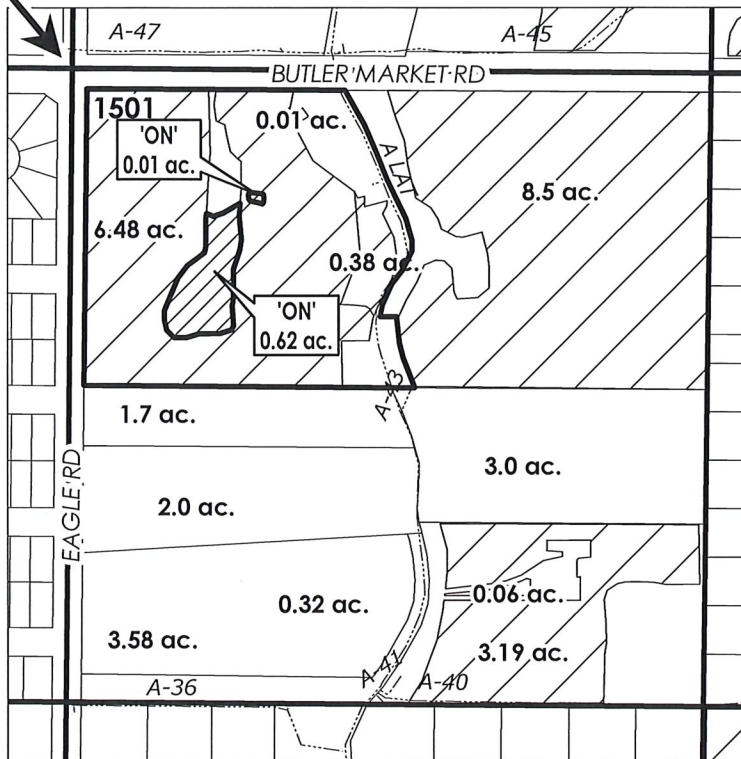 A-47
A-45
BUTLER MARKET RD
1501
0.01 ac.
'ON'
0.01 ac.
A LAT
8.5 ac.
6.48 ac.
0.38 ac.
'ON'
0.62 ac.
A-43
1.7 ac.
3.0 ac.
EAGLE RD
2.0 ac.
0.32 ac.
0.06 ac.
3.58 ac.
3.19 ac.
A-41
A-36
A-40